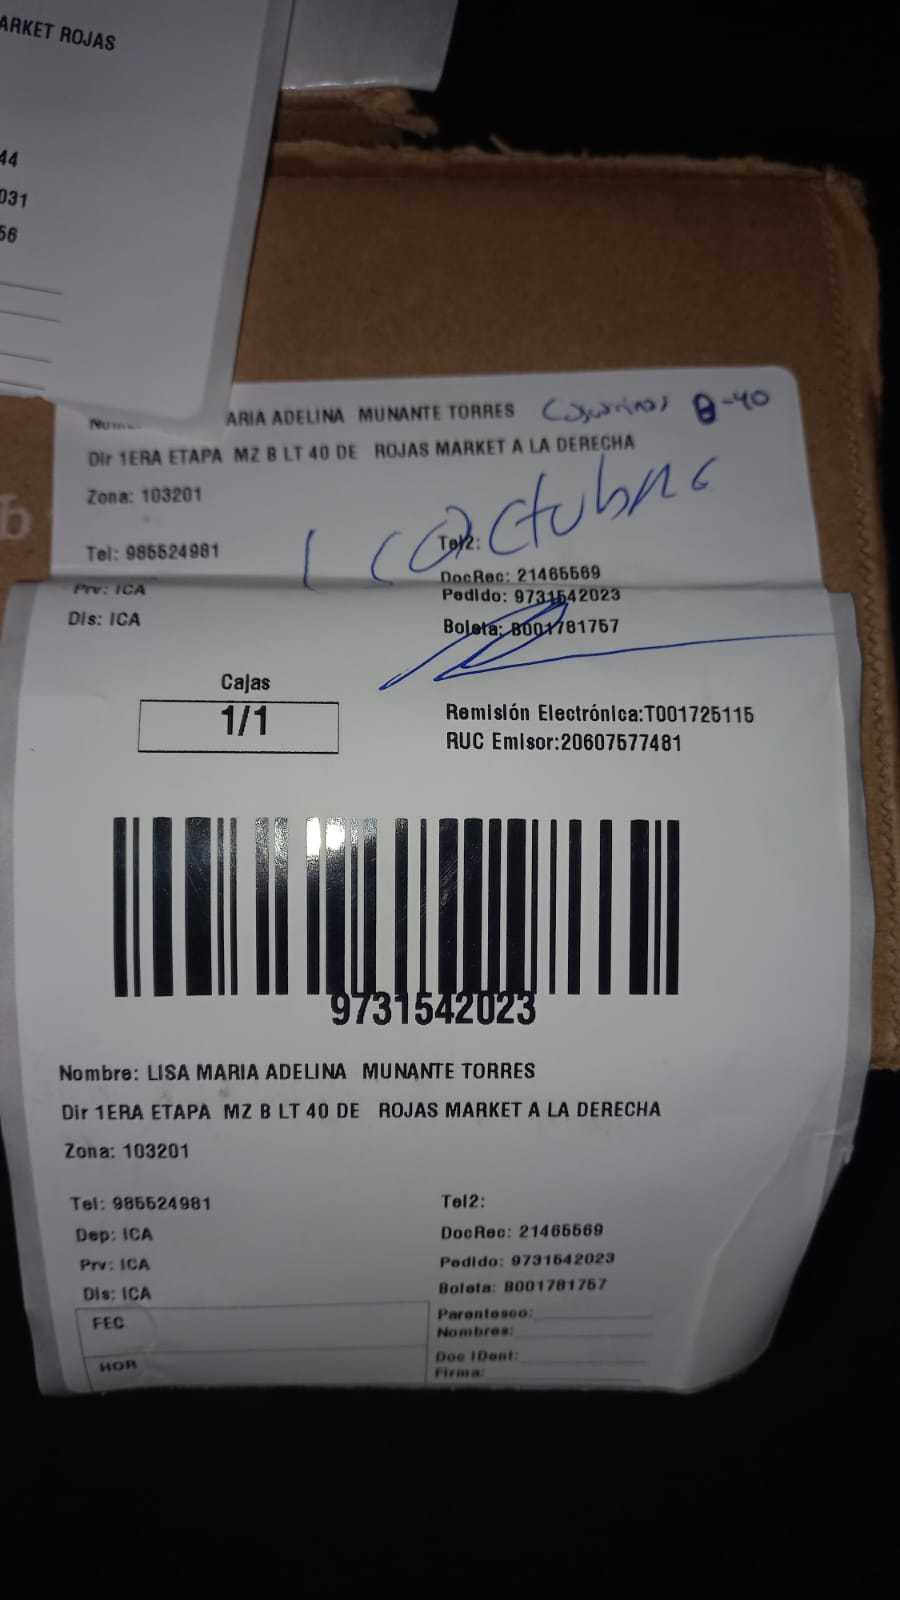 ARKET ROJAS
44
031
56
ARIA ADELINA MUNANTE TORRES
B-40
Dir 1ERA ETAPA MZ B LT 40 DE ROJAS MARKET A LA DERECHA
Zona: 103201
Octubre
Tel: 985524981
Tel2:
DocRec: 21465569
Prv: ICA
Pedido: 9731542023
Dis: ICA
Boleta: B001781757
Cajas
1/1
Remisión Electrónica:T001725115
RUC Emisor:20607577481
9731542023
Nombre: LISA MARIA ADELINA MUNANTE TORRES
Dir 1ERA ETAPA MZ B LT 40 DE ROJAS MARKET A LA DERECHA
Zona: 103201
Tel: 985524981
Tel2:
Dep: ICA
DocRec: 21465569
Prv: ICA
Pedido: 9731542023
Dis: ICA
Boleta: B001781757
FEC
Parentesco:
Nombres:
HOR
Doc IDent:
Firma: